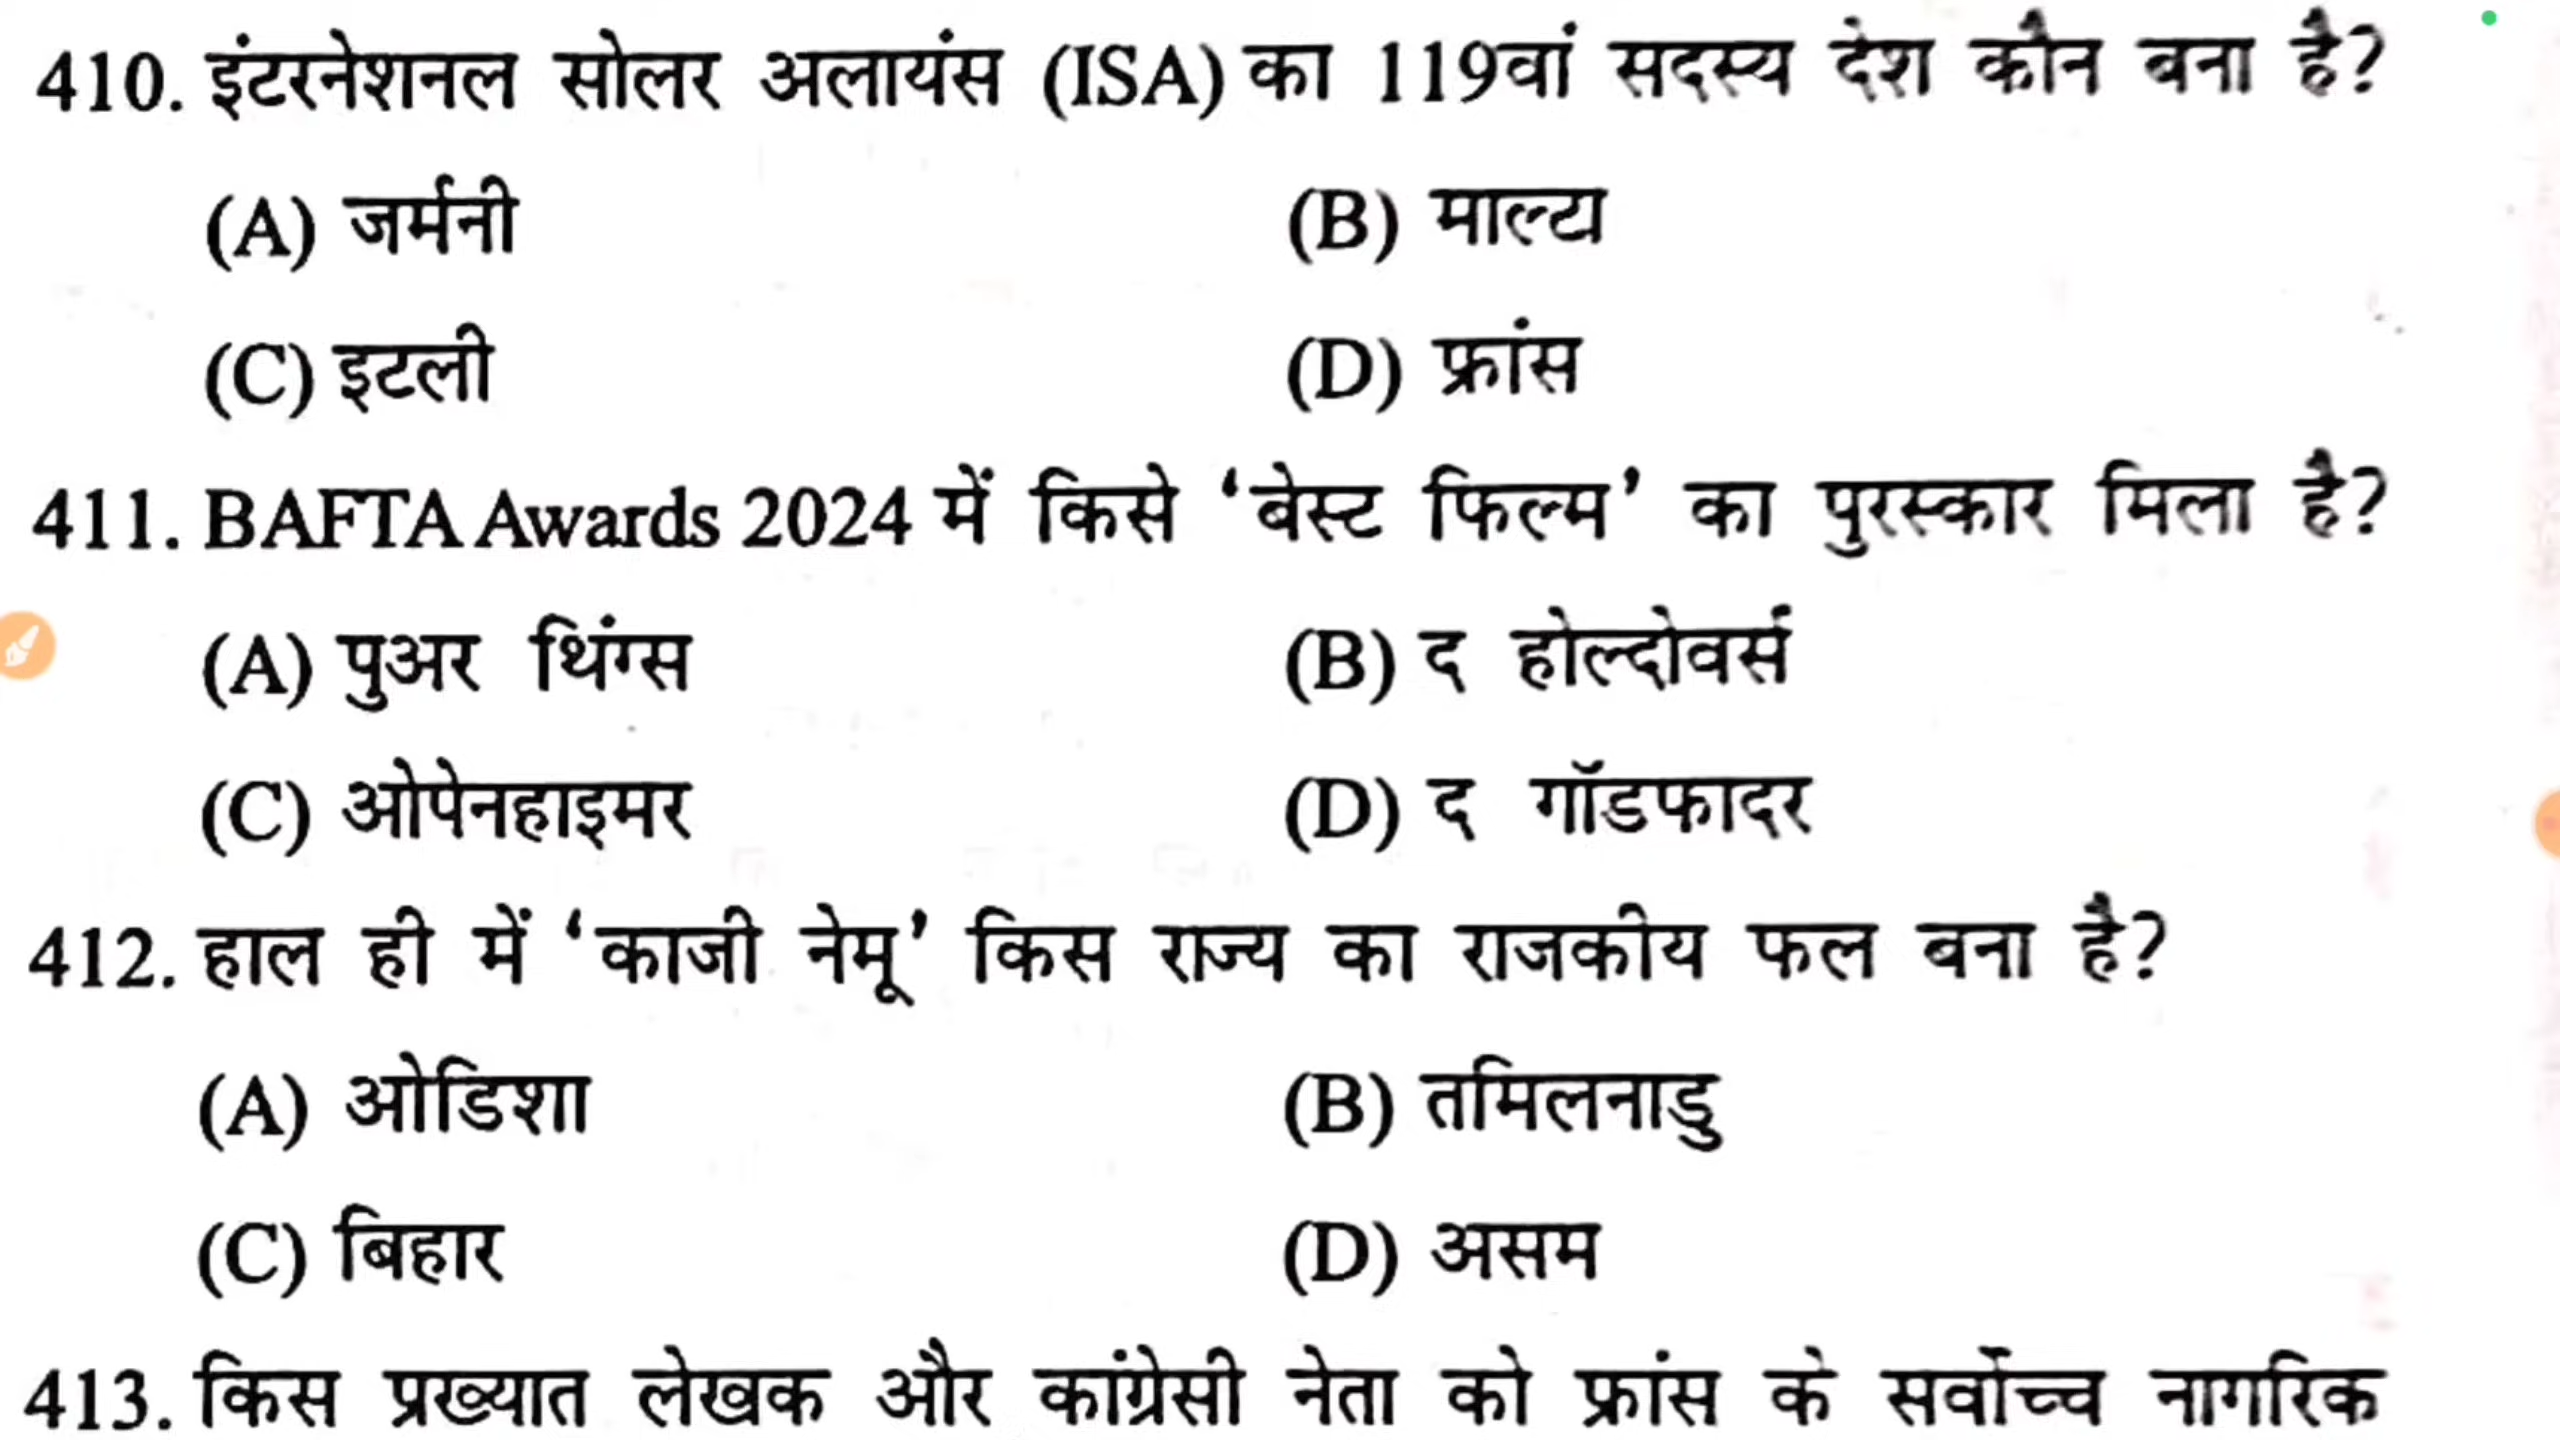 410. इंटरनेशनल सोलर अलायंस (ISA) का 119वां सदस्य देश कौन बना है?
(A) जर्मनी (B) माल्टा
(C) इटली (D) फ्रांस
411. BAFTA Awards 2024 में किसे ‘बेस्ट फिल्म’ का पुरस्कार मिला है?
(A) पुअर थिंग्स (B) द होल्दोवर्स
(C) ओपेनहाइमर (D) द गॉडफादर
412. हाल ही में ‘काजी नेमू’ किस राज्य का राजकीय फल बना है?
(A) ओडिशा (B) तमिलनाडु
(C) बिहार (D) असम
413. किस प्रख्यात लेखक और कांग्रेसी नेता को फ्रांस के सर्वोच्च नागरिक